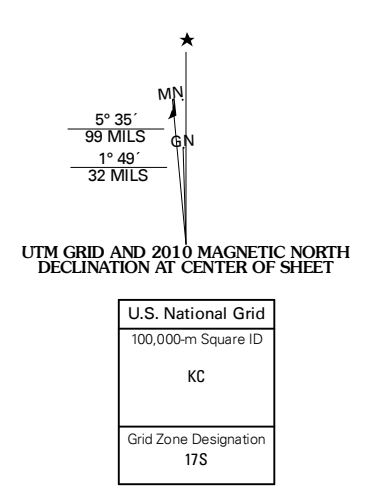 ★
MN.
5° 35´
99 MILS
GN
1° 49´
32 MILS
UTM GRID AND 2010 MAGNETIC NORTH
DECLINATION AT CENTER OF SHEET
U.S. National Grid
100,000-m Square ID
KC
Grid Zone Designation
17S